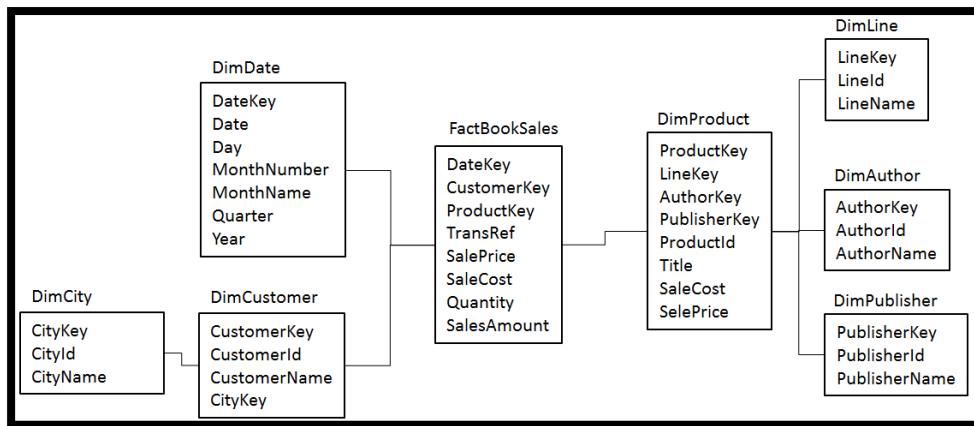 DimDate
DateKey
Date
Day
MonthNumber
MonthName
Quarter
Year
DimCity
CityKey
CityId
CityName
DimCustomer
CustomerKey
CustomerId
CustomerName
CityKey
FactBookSales
DateKey
CustomerKey
ProductKey
TransRef
SalePrice
SaleCost
Quantity
SalesAmount
DimProduct
ProductKey
LineKey
AuthorKey
PublisherKey
ProductId
Title
SaleCost
SelePrice
DimLine
LineKey
LineId
LineName
DimAuthor
AuthorKey
AuthorId
AuthorName
DimPublisher
PublisherKey
PublisherId
PublisherName